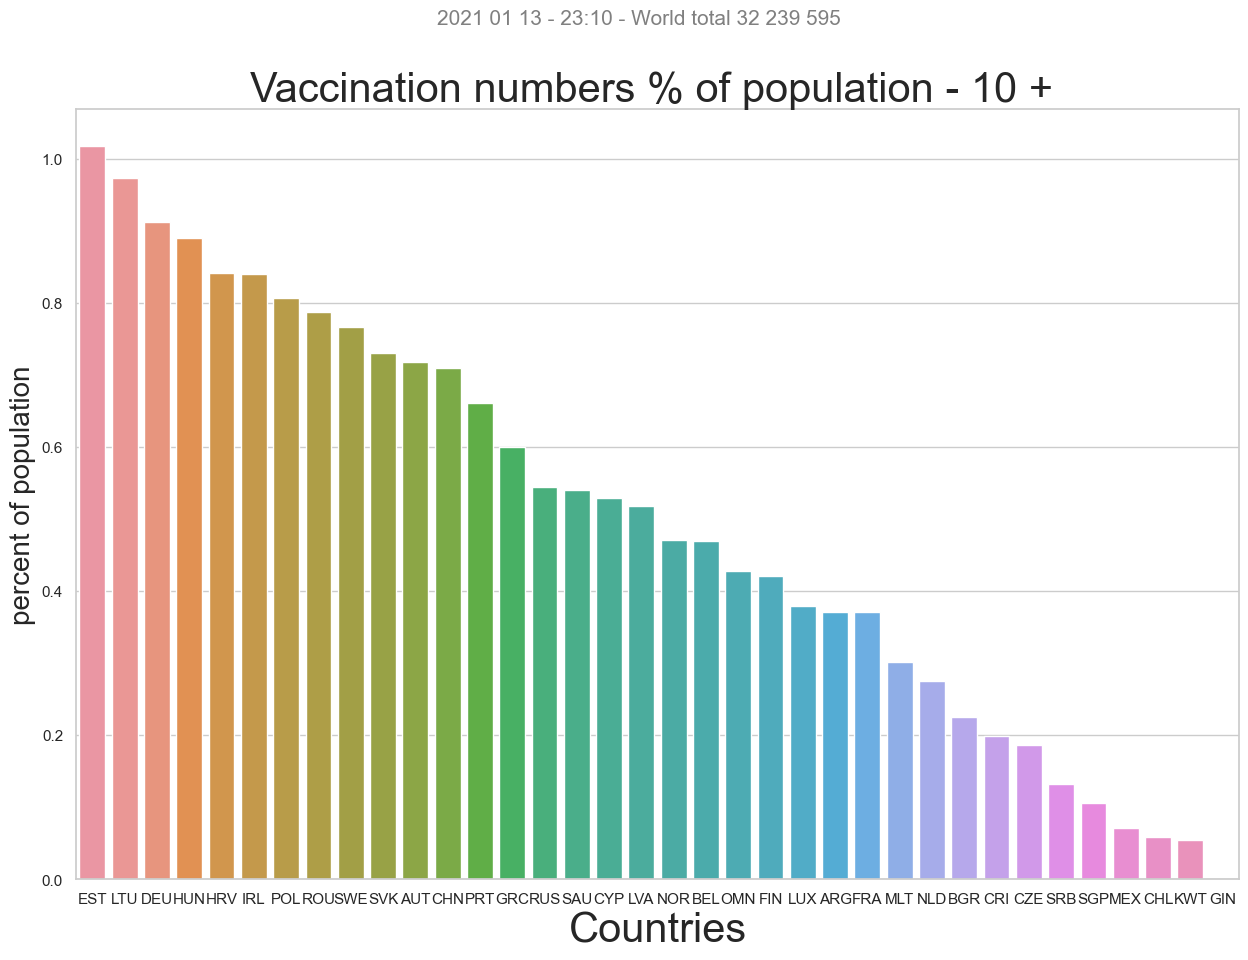 2021 01 13 - 23:10 - World total 32 239 595
Vaccination numbers % of population - 10 +
1.0
0.8
0.6
0.4
0.2
0.0
percent of population
EST LTU DEU HUN HRV IRL POL ROU SWE SVK AUT CHN PRT GRC RUS SAU CYP LVA NOR BEL OMN FIN LUX ARG FRA MLT NLD BGR CRI CZE SRB SGP MEX CHL KWT GIN
Countries